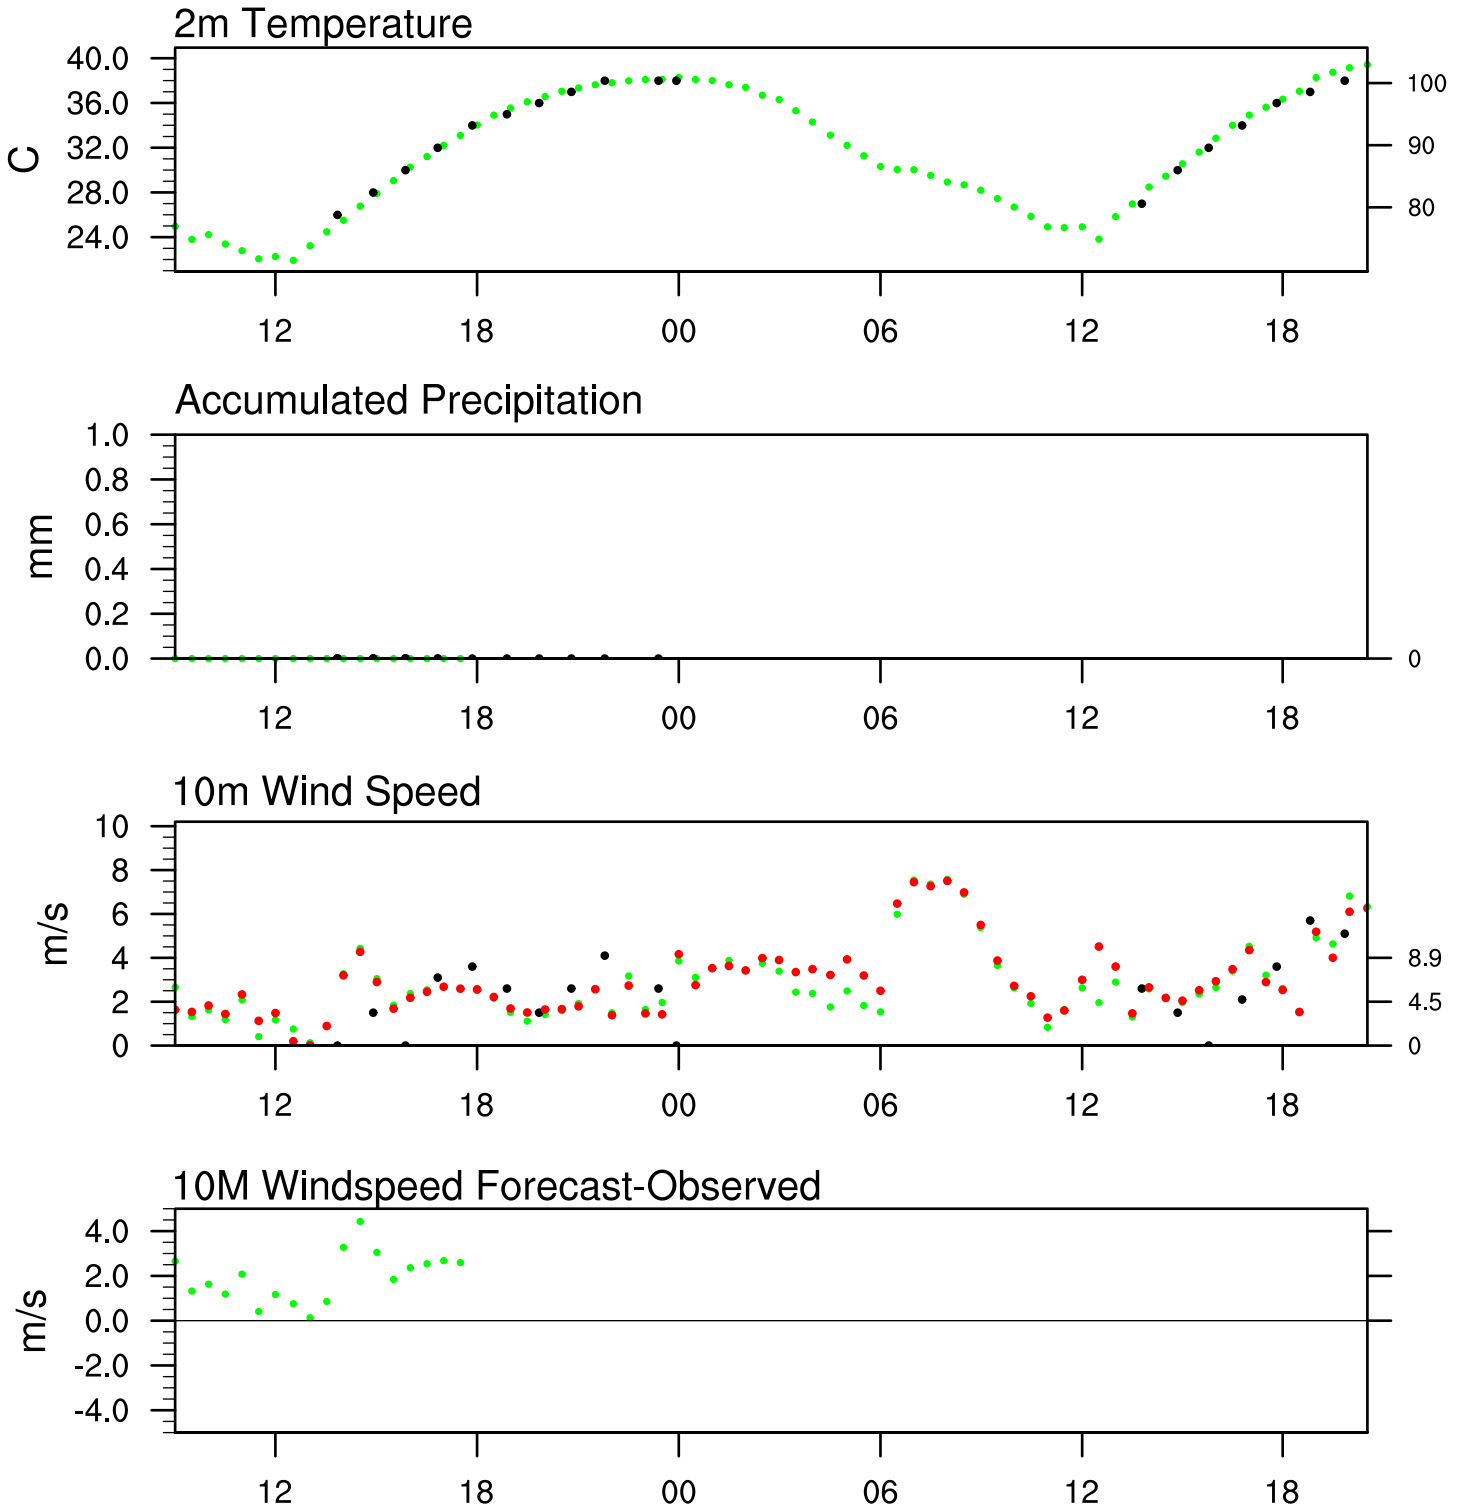 2m Temperature
40.0
36.0
32.0
28.0
24.0
C
100
90
80
12 18 00 06 12 18
Accumulated Precipitation
1.0
0.8
0.6
0.4
0.2
0.0
mm
0
12 18 00 06 12 18
10m Wind Speed
10
8
6
4
2
0
m/s
8.9
4.5
0
12 18 00 06 12 18
10M Windspeed Forecast-Observed
4.0
2.0
0.0
-2.0
-4.0
m/s
12 18 00 06 12 18